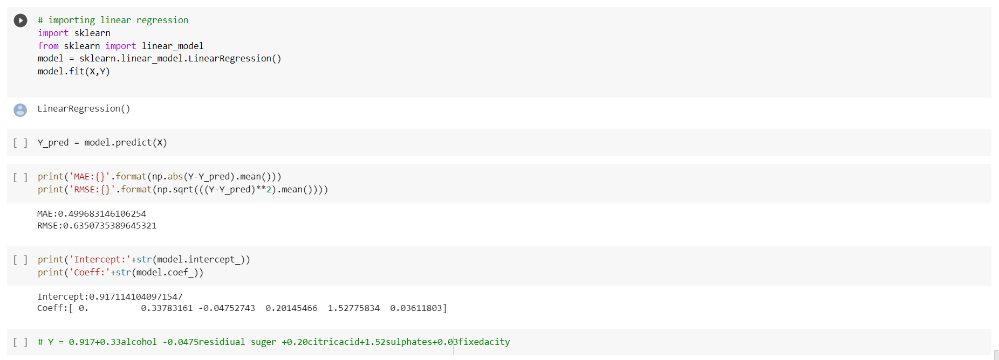 # importing linear regression
import sklearn
from sklearn import linear_model
model = sklearn.linear_model.LinearRegression()
model.fit(X,Y)
LinearRegression()
[ ] Y_pred = model.predict(X)
[ ] print('MAE:{}'.format(np.abs(Y-Y_pred).mean()))
print('RMSE:{}'.format(np.sqrt(((Y-Y_pred)**2).mean())))
MAE:0.499683146106254
RMSE:0.6350735389645321
[ ] print('Intercept:'+str(model.intercept_))
print('Coeff:'+str(model.coef_))
Intercept:0.9171141040971547
Coeff:[ 0.          0.33783161 -0.04752743  0.20145466  1.52775834  0.03611803]
[ ] # Y = 0.917+0.33alcohol -0.0475residiual suger +0.20citricacid+1.52sulphates+0.03fixedacity